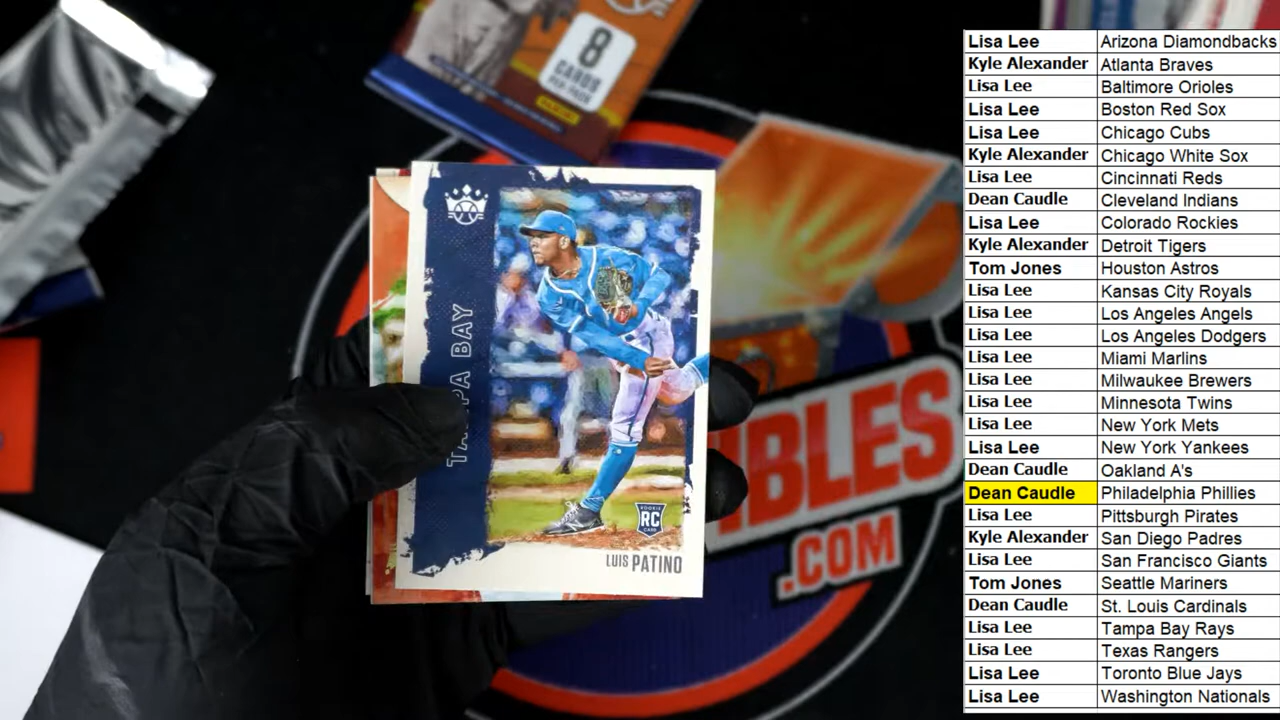 8
CARDS
PER PACK
PANINI
TAMPA BAY
ROOKIE
RC
CARD
LUIS PATINO
IBLES
.COM
Lisa Lee Arizona Diamondbacks
Kyle Alexander Atlanta Braves
Lisa Lee Baltimore Orioles
Lisa Lee Boston Red Sox
Lisa Lee Chicago Cubs
Kyle Alexander Chicago White Sox
Lisa Lee Cincinnati Reds
Dean Caudle Cleveland Indians
Lisa Lee Colorado Rockies
Kyle Alexander Detroit Tigers
Tom Jones Houston Astros
Lisa Lee Kansas City Royals
Lisa Lee Los Angeles Angels
Lisa Lee Los Angeles Dodgers
Lisa Lee Miami Marlins
Lisa Lee Milwaukee Brewers
Lisa Lee Minnesota Twins
Lisa Lee New York Mets
Lisa Lee New York Yankees
Dean Caudle Oakland A's
Dean Caudle Philadelphia Phillies
Lisa Lee Pittsburgh Pirates
Kyle Alexander San Diego Padres
Lisa Lee San Francisco Giants
Tom Jones Seattle Mariners
Dean Caudle St. Louis Cardinals
Lisa Lee Tampa Bay Rays
Lisa Lee Texas Rangers
Lisa Lee Toronto Blue Jays
Lisa Lee Washington Nationals